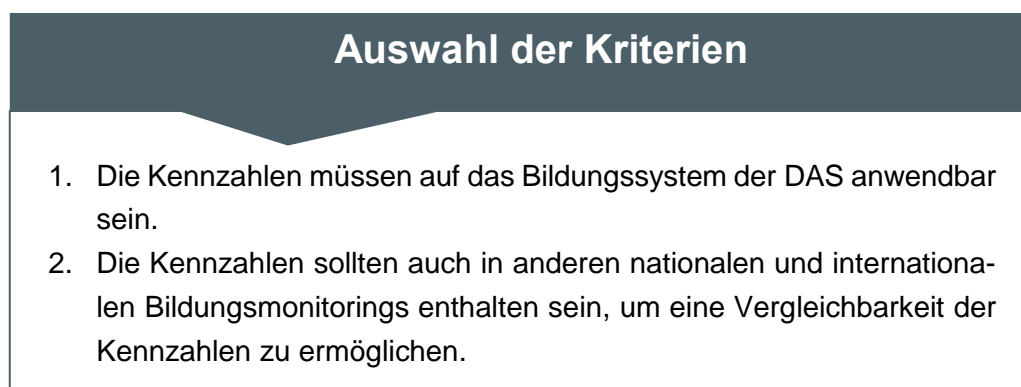 Auswahl der Kriterien
1. Die Kennzahlen müssen auf das Bildungssystem der DAS anwendbar
sein.
2. Die Kennzahlen sollten auch in anderen nationalen und internationa-
len Bildungsmonitorings enthalten sein, um eine Vergleichbarkeit der
Kennzahlen zu ermöglichen.